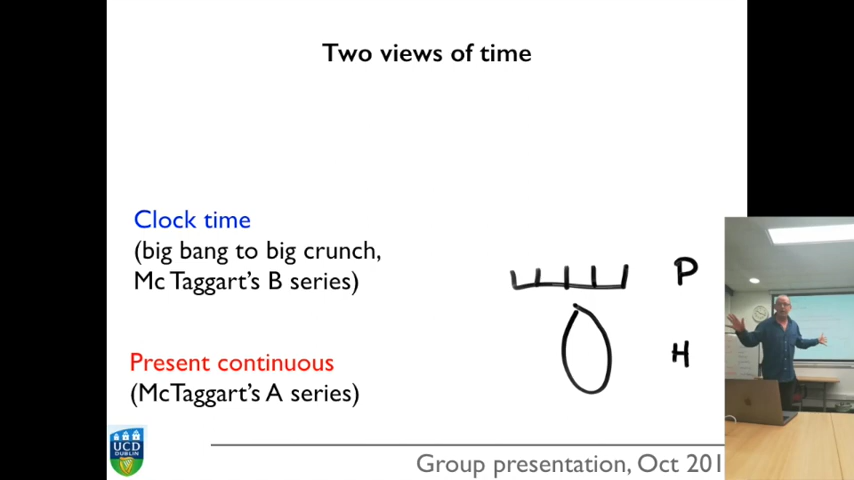 Two views of time
Clock time
(big bang to big crunch,
Mc Taggart's B series)
P
Present continuous
(McTaggart's A series)
H
UCD
DUBLIN
Group presentation, Oct 201